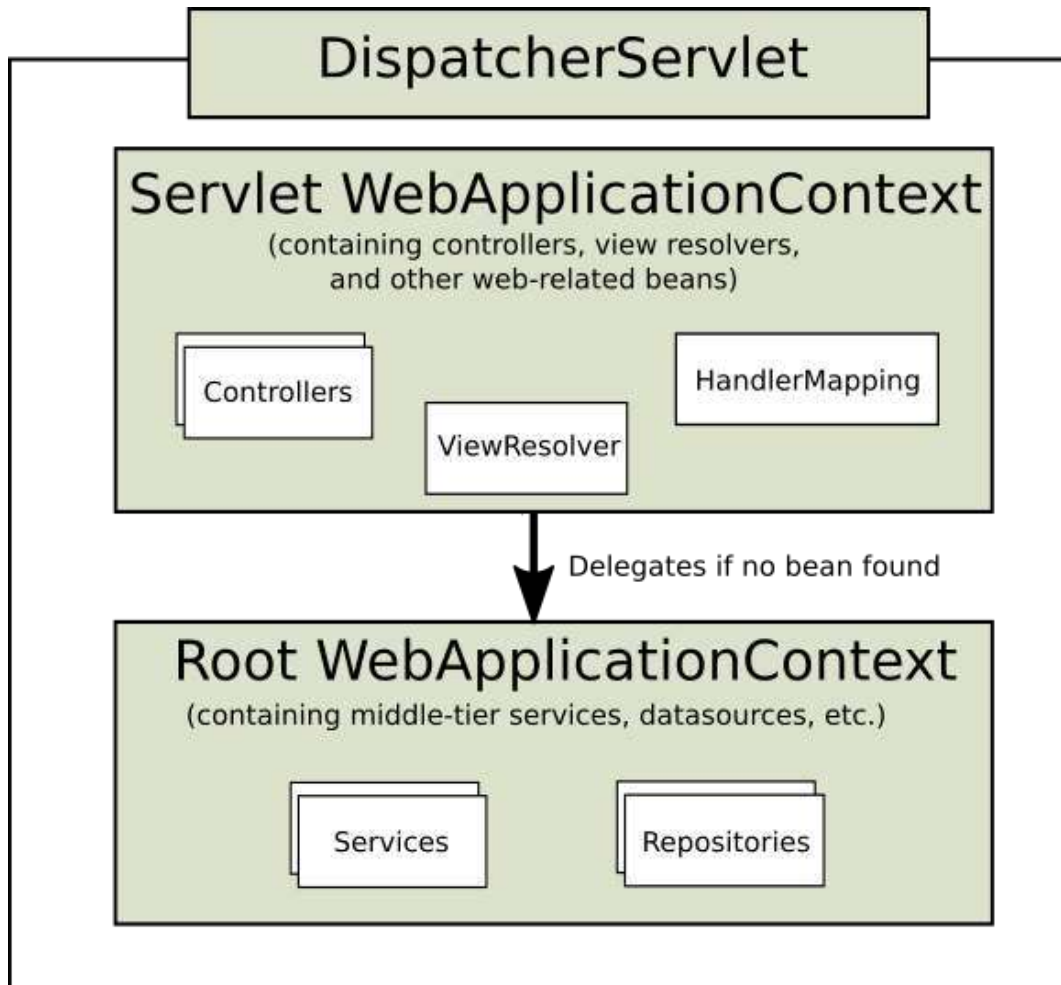 DispatcherServlet
Servlet WebApplicationContext
(containing controllers, view resolvers,
and other web-related beans)
Controllers
HandlerMapping
ViewResolver
Delegates if no bean found
Root WebApplicationContext
(containing middle-tier services, datasources, etc.)
Services
Repositories